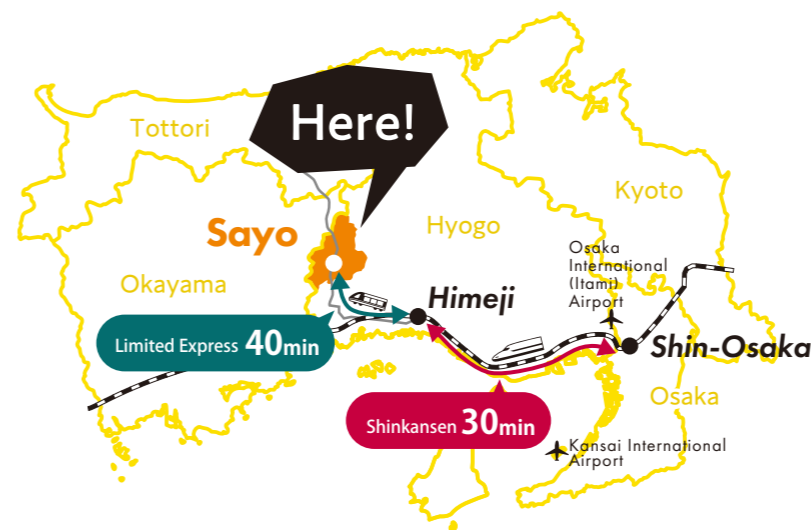 Here!
Tottori
Kyoto
Hyogo
Sayo
Okayama
Osaka
International
(Itami)
Airport
Himeji
Limited Express 40min
Shin-Osaka
Osaka
Shinkansen 30min
Kansai International
Airport